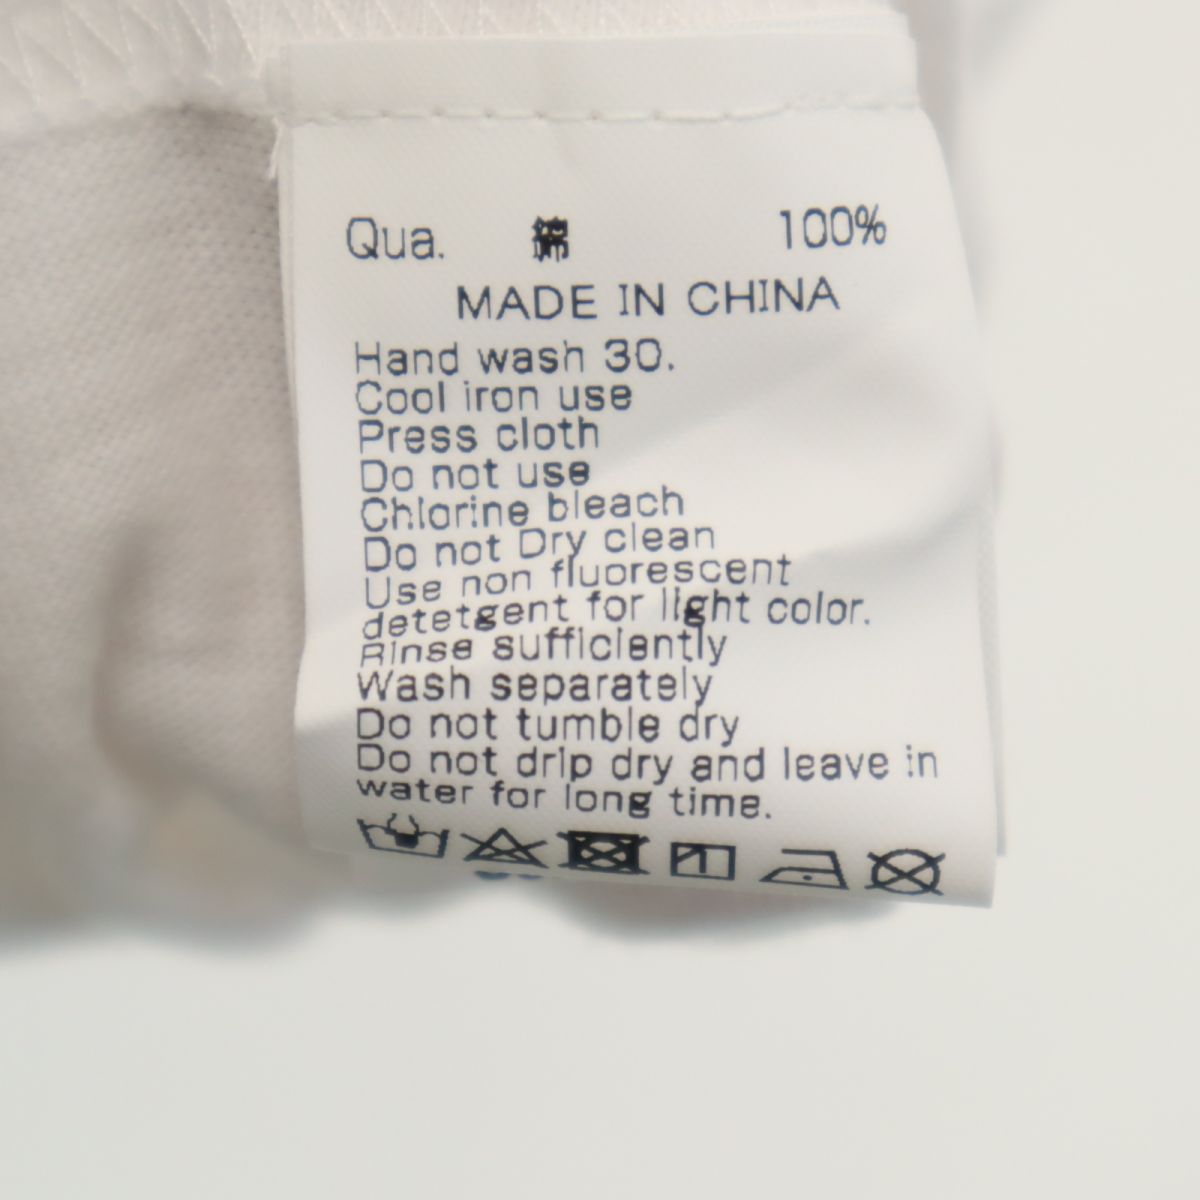 Qua. 綿 100%
MADE IN CHINA
Hand wash 30.
Cool iron use
Press cloth
Do not use
Chlorine bleach
Do not Dry clean
Use non fluorescent
detetgent for light color.
Rinse sufficiently
Wash separately
Do not tumble dry
Do not drip dry and leave in
water for long time.